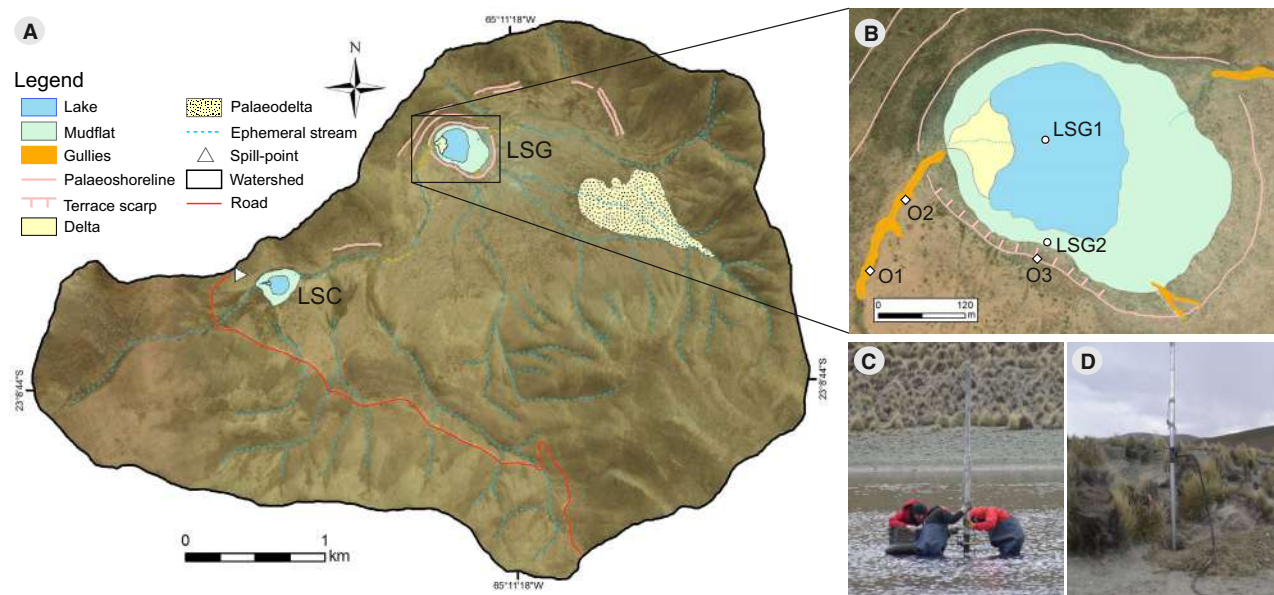 A
65°11'18"W
N
Legend
Lake
Mudflat
Gullies
Palaeoshoreline
Terrace scarp
Delta
Palaeodelta
Ephemeral stream
Spill-point
Watershed
Road
LSG
LSC
23°8'44"S
23°8'44"S
0 1
km
65°11'18"W
B
LSG1
O2
LSG2
O1
O3
0 120
m
C
D